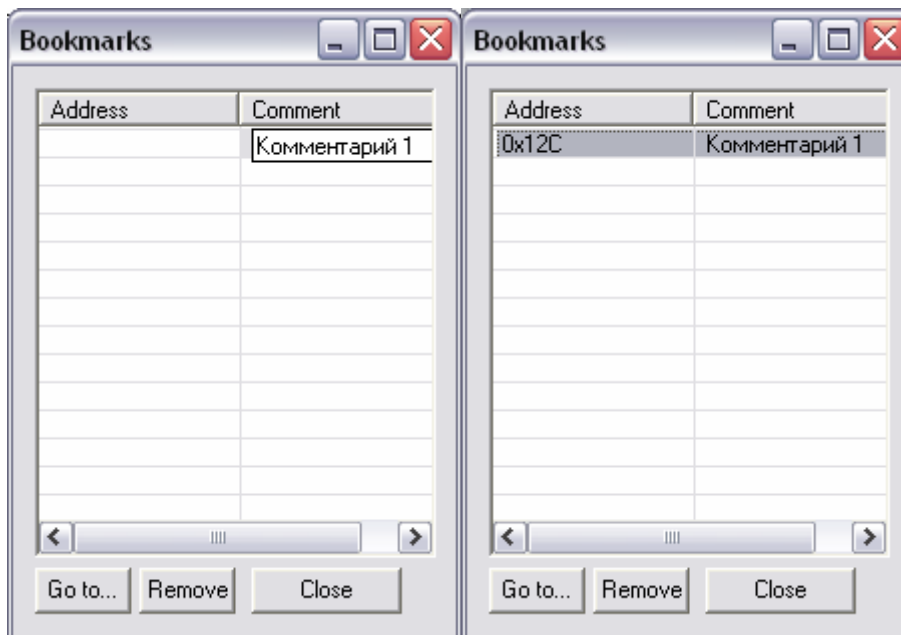 Bookmarks
Address Comment
Комментарий 1
Go to... Remove Close
Bookmarks
Address Comment
0x12C Комментарий 1
Go to... Remove Close